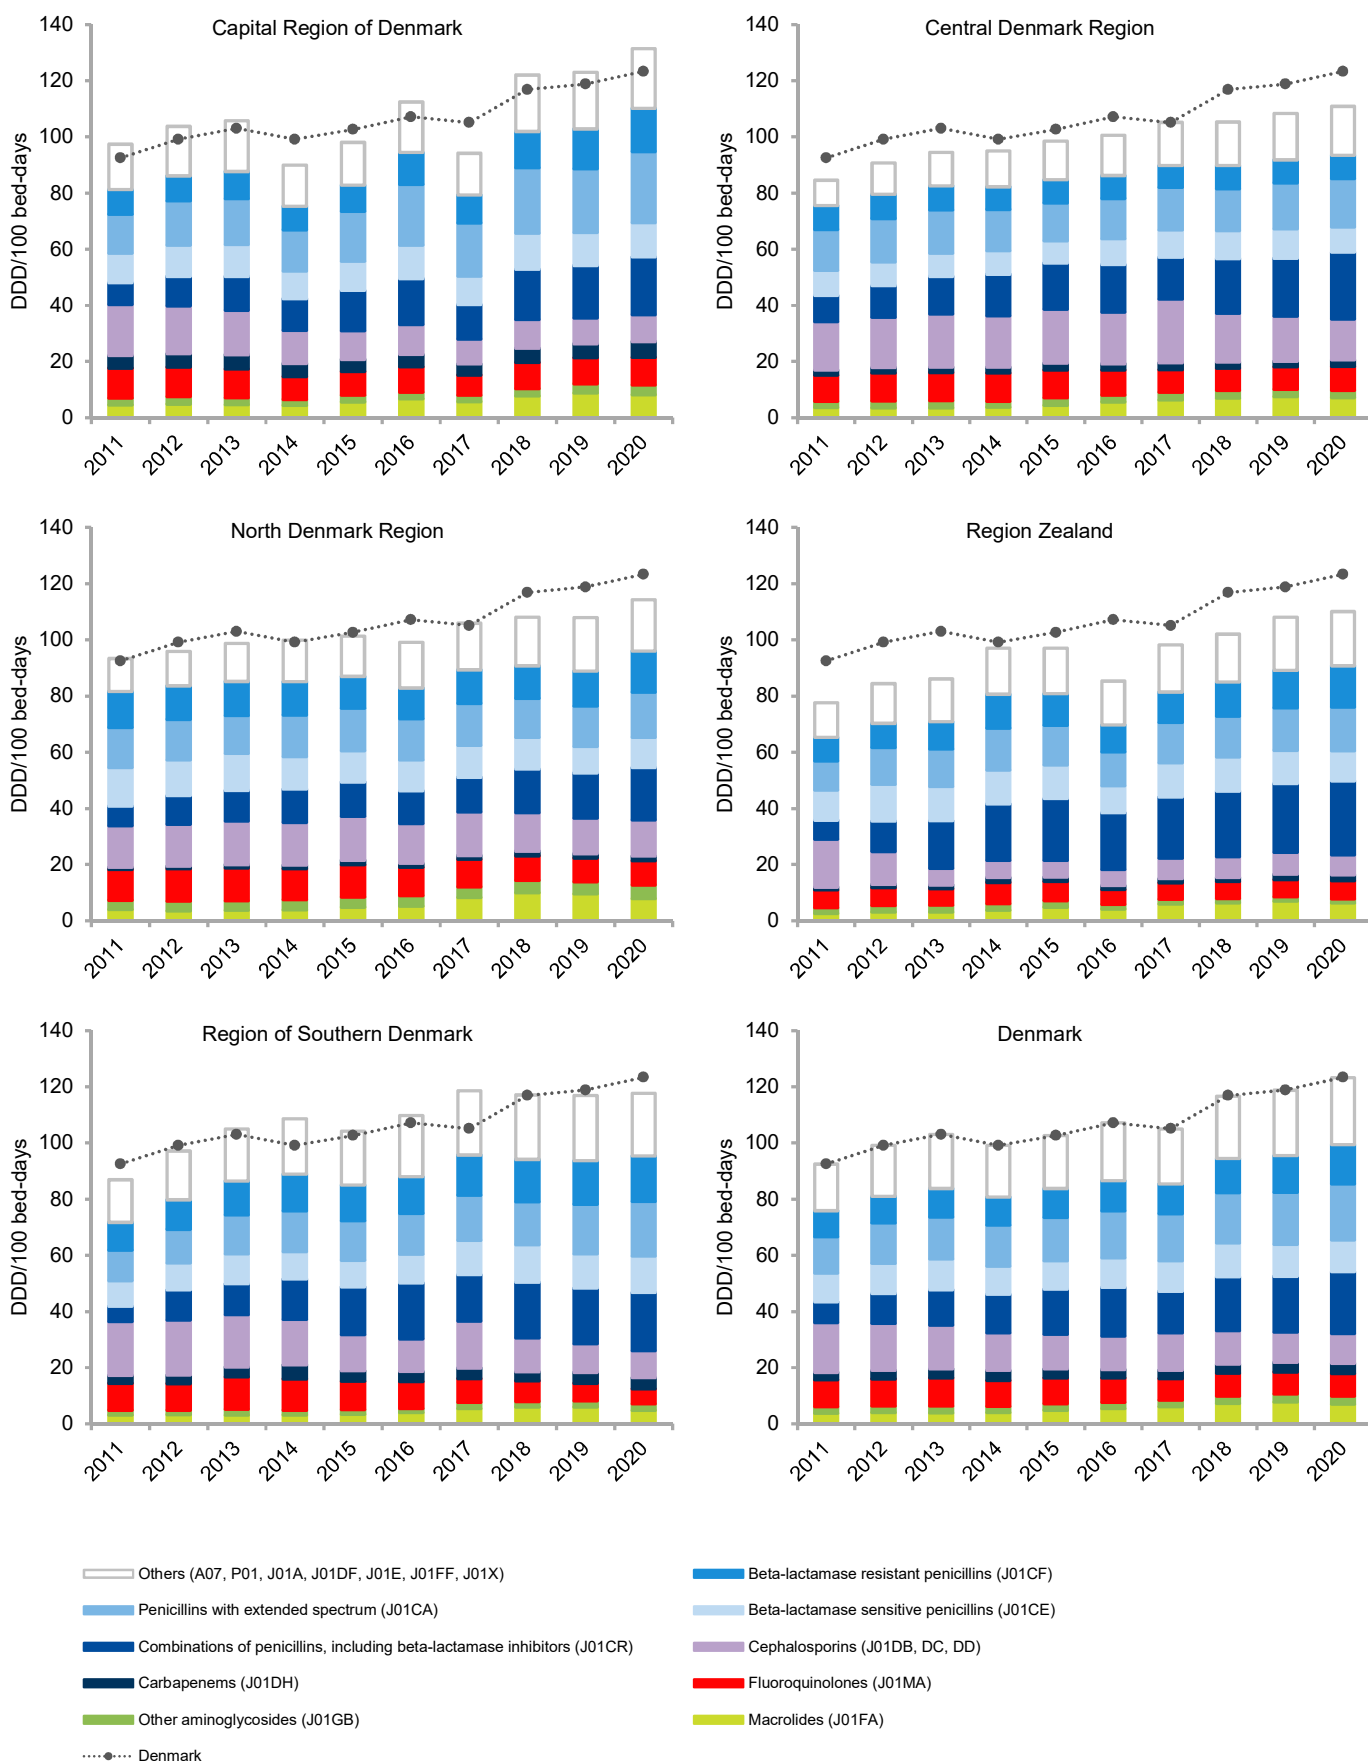 Capital Region of Denmark
DDD/100 bed-days
140
120
100
80
60
40
20
0
2011 2012 2013 2014 2015 2016 2017 2018 2019 2020
Central Denmark Region
DDD/100 bed-days
140
120
100
80
60
40
20
0
2011 2012 2013 2014 2015 2016 2017 2018 2019 2020
North Denmark Region
DDD/100 bed-days
140
120
100
80
60
40
20
0
2011 2012 2013 2014 2015 2016 2017 2018 2019 2020
Region Zealand
DDD/100 bed-days
140
120
100
80
60
40
20
0
2011 2012 2013 2014 2015 2016 2017 2018 2019 2020
Region of Southern Denmark
DDD/100 bed-days
140
120
100
80
60
40
20
0
2011 2012 2013 2014 2015 2016 2017 2018 2019 2020
Denmark
DDD/100 bed-days
140
120
100
80
60
40
20
0
2011 2012 2013 2014 2015 2016 2017 2018 2019 2020
Others (A07, P01, J01A, J01DF, J01E, J01FF, J01X)
Beta-lactamase resistant penicillins (J01CF)
Penicillins with extended spectrum (J01CA)
Beta-lactamase sensitive penicillins (J01CE)
Combinations of penicillins, including beta-lactamase inhibitors (J01CR)
Cephalosporins (J01DB, DC, DD)
Carbapenems (J01DH)
Fluoroquinolones (J01MA)
Other aminoglycosides (J01GB)
Macrolides (J01FA)
Denmark